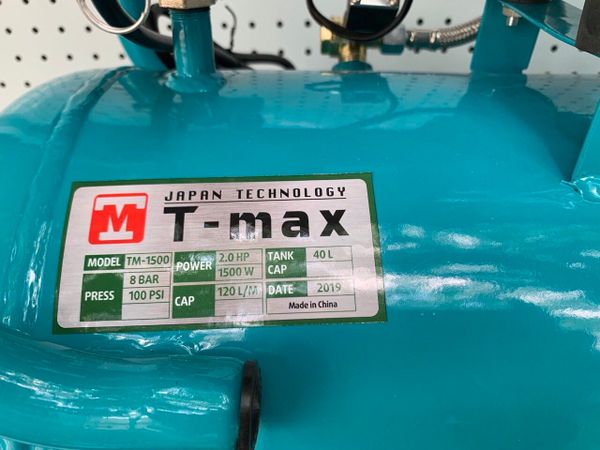 JAPAN TECHNOLOGY
M
T-max
MODEL TM-1500 POWER 2.0 HP 1500 W TANK CAP 40 L
PRESS 8 BAR 100 PSI CAP 120 L/M DATE 2019
Made in China